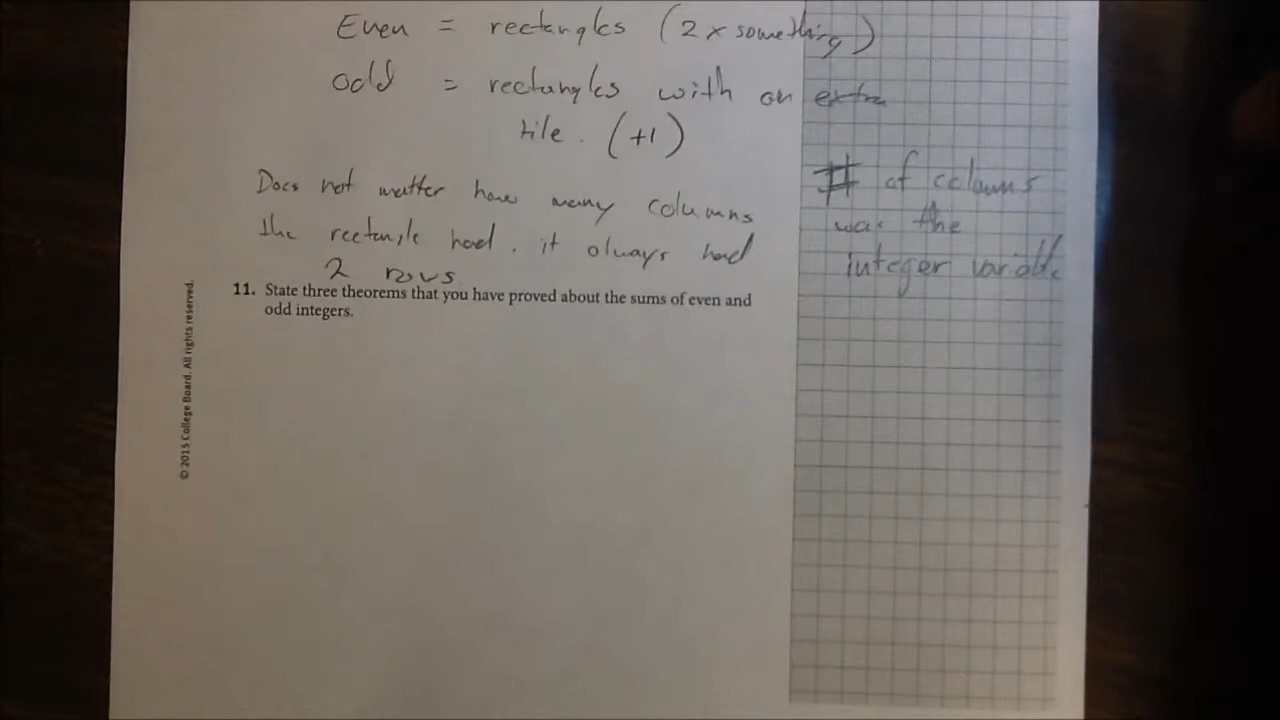 Even = rectangles (2 x something)
odd = rectangles with an extra
tile. (+1)
Does not matter how many columns
the rectangle had. it always had
2 rows
# of columns
was the
integer variable
11. State three theorems that you have proved about the sums of even and
odd integers.
© 2015 College Board. All rights reserved.